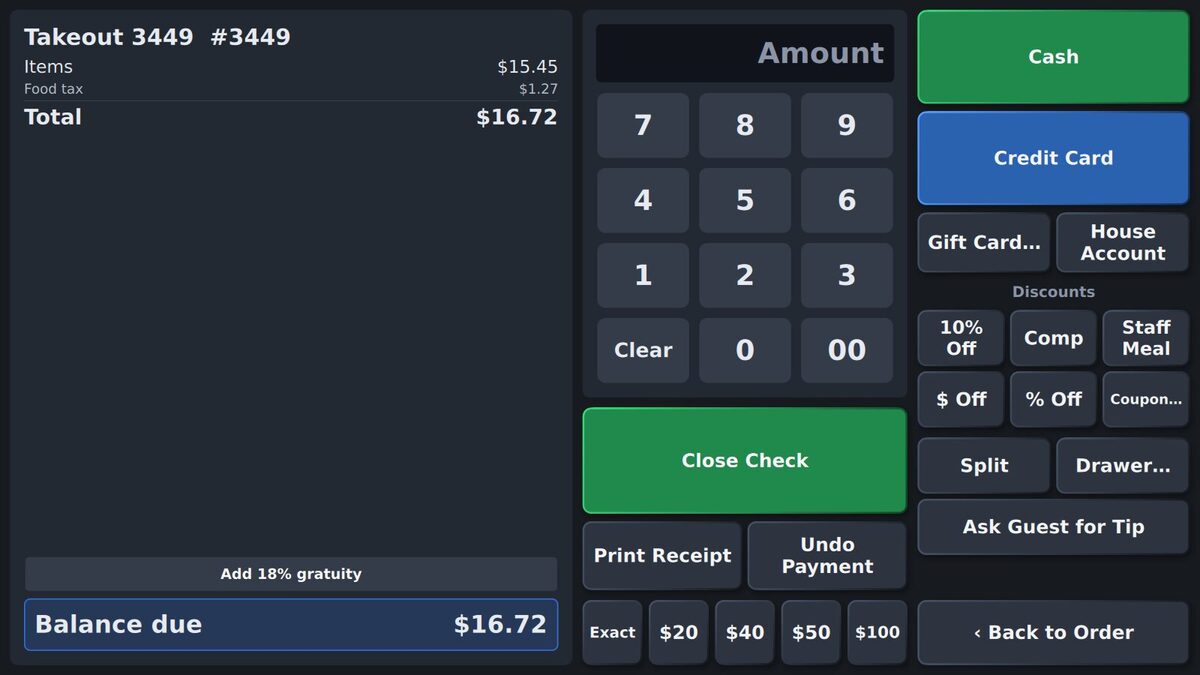 Takeout 3449 #3449
Items $15.45
Food tax $1.27
Total $16.72
Add 18% gratuity
Balance due $16.72
Amount
7 8 9
4 5 6
1 2 3
Clear 0 00
Close Check
Print Receipt
Undo
Payment
Exact $20 $40 $50 $100
Cash
Credit Card
Gift Card…
House
Account
Discounts
10%
Off
Comp
Staff
Meal
$ Off
% Off
Coupon…
Split
Drawer…
Ask Guest for Tip
‹ Back to Order